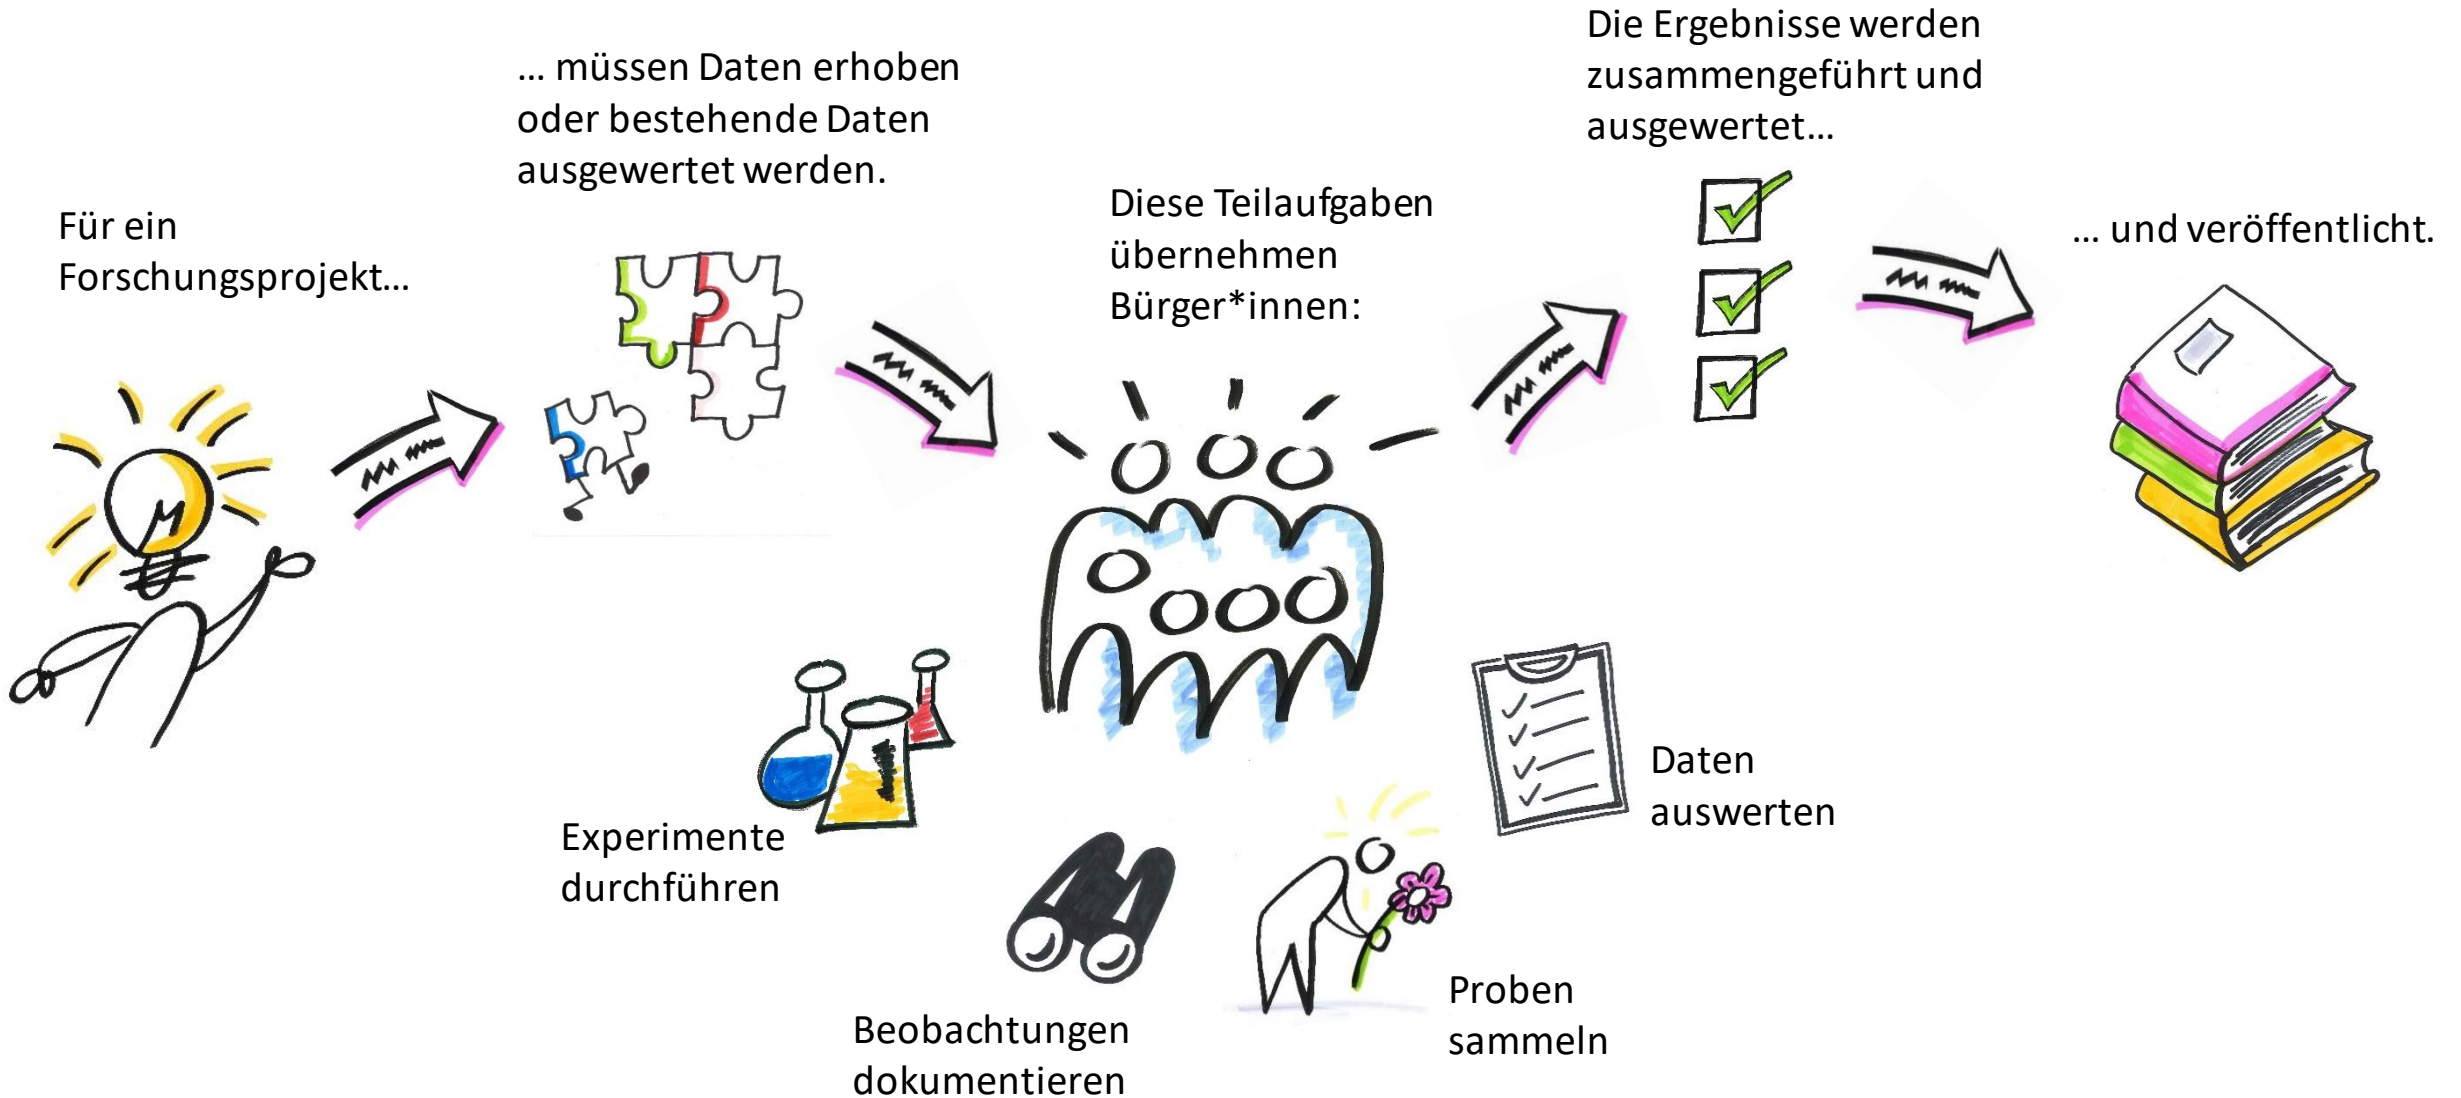 Für ein
Forschungsprojekt...
... müssen Daten erhoben
oder bestehende Daten
ausgewertet werden.
Diese Teilaufgaben
übernehmen
Bürger*innen:
Experimente
durchführen
Beobachtungen
dokumentieren
Proben
sammeln
Daten
auswerten
Die Ergebnisse werden
zusammengeführt und
ausgewertet...
... und veröffentlicht.